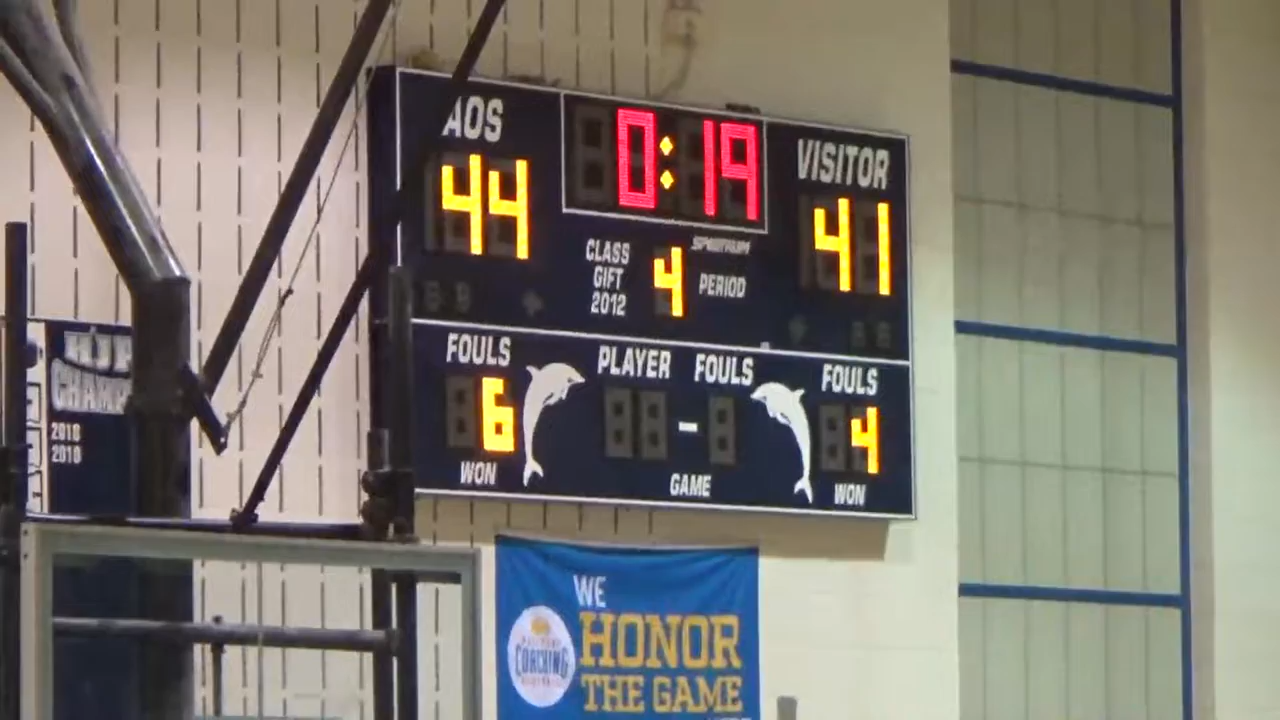 AOS
0:19
VISITOR
44
41
CLASS
GIFT
2012
4
SPECTRUM
PERIOD
FOULS
PLAYER
FOULS
FOULS
6
-
4
WON
GAME
WON
CHAMP
2018
2010
WE
HONOR
THE GAME
COACHING